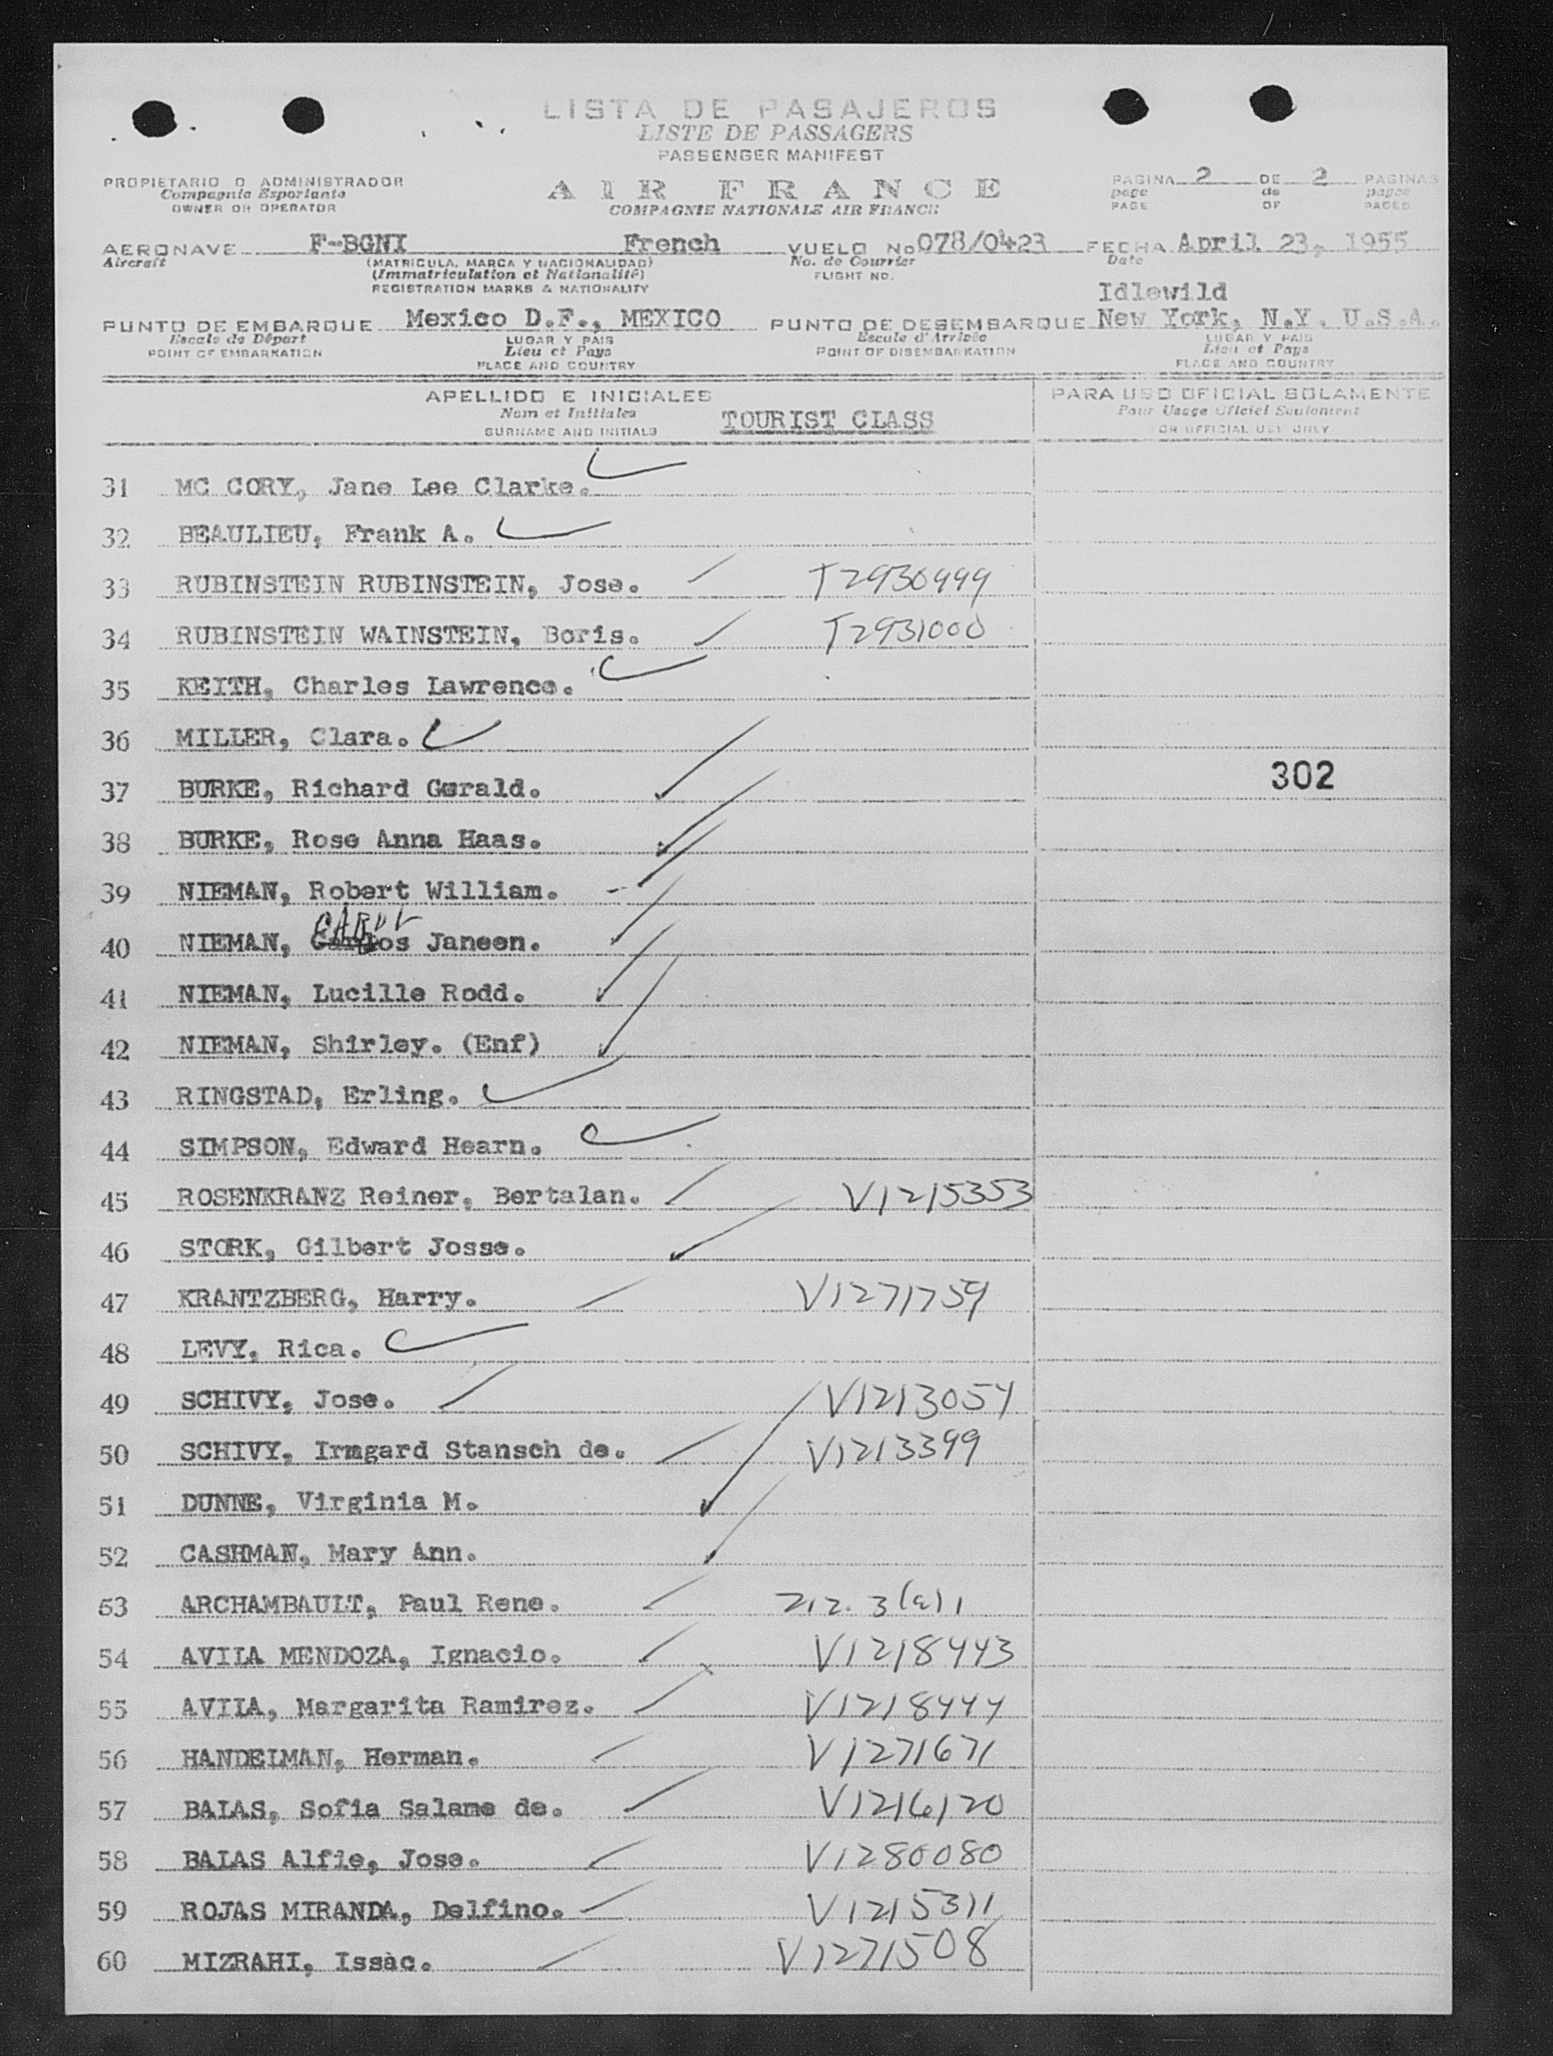 LISTA DE PASAJEROS
LISTE DE PASSAGERS
PASSENGER MANIFEST
PROPIETARIO O ADMINISTRADOR
Compagnie Exportante
OWNER OR OPERATOR
AIR FRANCE
COMPAGNIE NATIONALE AIR FRANCE
PAGINA 2 DE 2 PAGINAS
page de pages
PAGE OF PAGES
AERONAVE F-BGNI French VUELO No 078/0423 FECHA April 23, 1955
Aircraft (MATRICULA, MARCA Y NACIONALIDAD) No. de Courrier Date
(Immatriculation et Nationalité) FLIGHT NO.
REGISTRATION MARKS & NATIONALITY
Idlewild
PUNTO DE EMBARQUE Mexico D.F., MEXICO PUNTO DE DESEMBARQUE New York, N.Y. U.S.A.
Escale de Départ LUGAR Y PAIS Escale d'Arrivée LUGAR Y PAIS
POINT OF EMBARKATION Lieu et Pays POINT OF DISEMBARKATION Lieu et Pays
PLACE AND COUNTRY PLACE AND COUNTRY
APELLIDO E INICIALES PARA USO OFICIAL SOLAMENTE
Nom et Initiales TOURIST CLASS Pour Usage Officiel Seulement
SURNAME AND INITIALS FOR OFFICIAL USE ONLY
31 MC CORY, Jane Lee Clarke.
32 BEAULIEU, Frank A.
33 RUBINSTEIN RUBINSTEIN, Jose. T2930999
34 RUBINSTEIN WAINSTEIN, Boris. T2931000
35 KEITH, Charles Lawrence.
36 MILLER, Clara.
37 BURKE, Richard Gerald. 302
38 BURKE, Rose Anna Haas.
39 NIEMAN, Robert William.
40 NIEMAN, CAROL Janeen.
41 NIEMAN, Lucille Rodd.
42 NIEMAN, Shirley. (Enf)
43 RINGSTAD, Erling.
44 SIMPSON, Edward Hearn.
45 ROSENKRANZ Reiner, Bertalan. V1215353
46 STORK, Gilbert Josse.
47 KRANTZBERG, Harry. V1271759
48 LEVY, Rica.
49 SCHIVY, Jose. V1213054
50 SCHIVY, Irmgard Stansch de. V1213399
51 DUNNE, Virginia M.
52 CASHMAN, Mary Ann.
53 ARCHAMBAULT, Paul Rene. 212.3(a)1
54 AVILA MENDOZA, Ignacio. V1218443
55 AVILA, Margarita Ramirez. V1218444
56 HANDELMAN, Herman. V1271671
57 BALAS, Sofia Salame de. V1216120
58 BALAS Alfie, Jose. V1280080
59 ROJAS MIRANDA, Delfino. V1215311
60 MIZRAHI, Issàc. V1271508